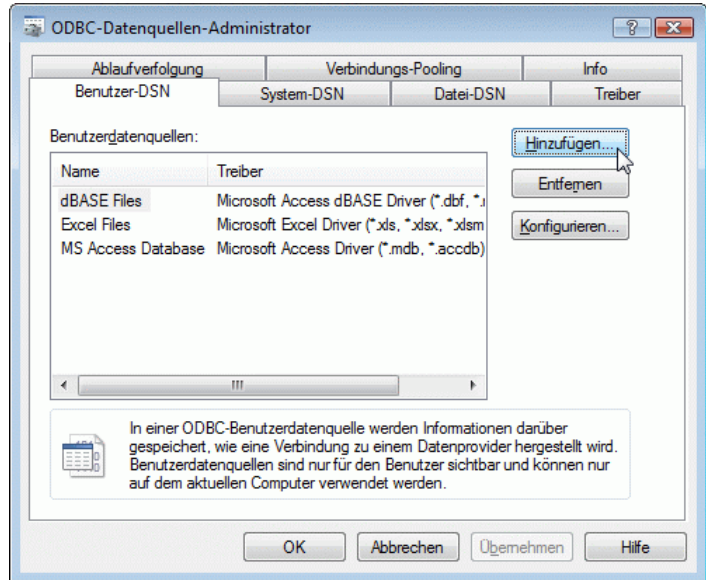 ODBC-Datenquellen-Administrator
Ablaufverfolgung Verbindungs-Pooling Info
Benutzer-DSN System-DSN Datei-DSN Treiber
Benutzerdatenquellen:
Hinzufügen...
Name Treiber
Entfernen
dBASE Files Microsoft Access dBASE Driver (*.dbf, *.
Excel Files Microsoft Excel Driver (*.xls, *.xlsx, *.xlsm
Konfigurieren...
MS Access Database Microsoft Access Driver (*.mdb, *.accdb)
In einer ODBC-Benutzerdatenquelle werden Informationen darüber
gespeichert, wie eine Verbindung zu einem Datenprovider hergestellt wird.
Benutzerdatenquellen sind nur für den Benutzer sichtbar und können nur
auf dem aktuellen Computer verwendet werden.
OK Abbrechen Übernehmen Hilfe